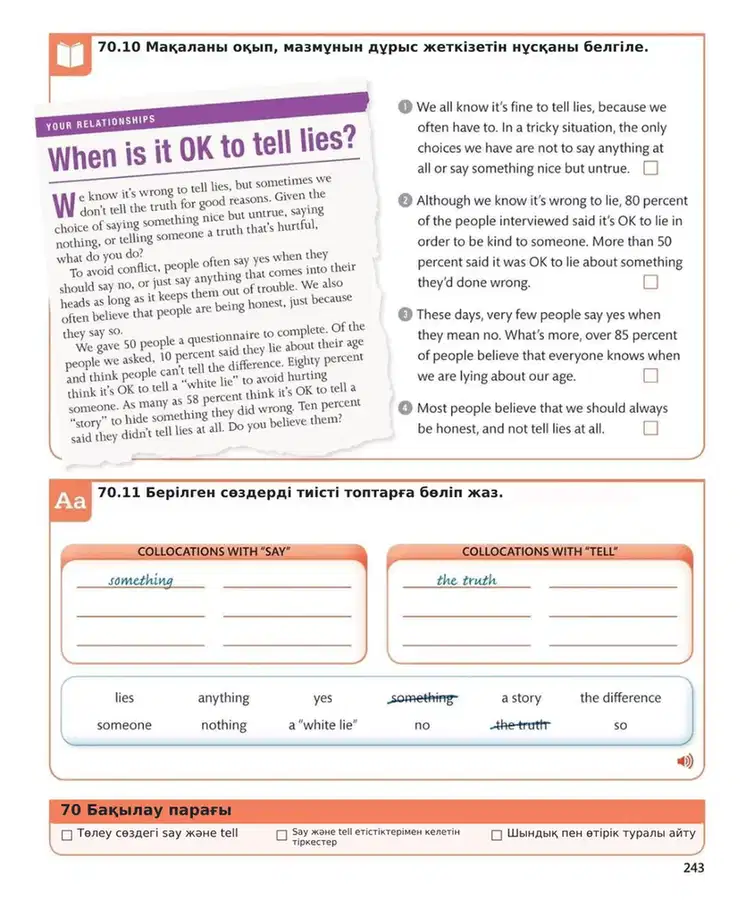 70.10 Мақаланы оқып, мазмұнын дұрыс жеткізетін нұсқаны белгіле.
YOUR RELATIONSHIPS
When is it OK to tell lies?
We know it's wrong to tell lies, but sometimes we
don't tell the truth for good reasons. Given the
choice of saying something nice but untrue, saying
nothing, or telling someone a truth that's hurtful,
what do you do?
To avoid conflict, people often say yes when they
should say no, or just say anything that comes into their
heads as long as it keeps them out of trouble. We also
often believe that people are being honest, just because
they say so.
We gave 50 people a questionnaire to complete. Of the
people we asked, 10 percent said they lie about their age
and think people can't tell the difference. Eighty percent
think it's OK to tell a "white lie" to avoid hurting
someone. As many as 58 percent think it's OK to tell a
"story" to hide something they did wrong. Ten percent
said they didn't tell lies at all. Do you believe them?
1 We all know it's fine to tell lies, because we
often have to. In a tricky situation, the only
choices we have are not to say anything at
all or say something nice but untrue.
2 Although we know it's wrong to lie, 80 percent
of the people interviewed said it's OK to lie in
order to be kind to someone. More than 50
percent said it was OK to lie about something
they'd done wrong.
3 These days, very few people say yes when
they mean no. What's more, over 85 percent
of people believe that everyone knows when
we are lying about our age.
4 Most people believe that we should always
be honest, and not tell lies at all.
Aa
70.11 Берілген сөздерді тиісті топтарға бөліп жаз.
COLLOCATIONS WITH "SAY"
something
COLLOCATIONS WITH "TELL"
the truth
lies anything yes something a story the difference
someone nothing a "white lie" no the truth so
70 Бақылау парағы
Төлеу сөздегі say және tell
Say және tell етістіктерімен келетін
тіркестер
Шындық пен өтірік туралы айту
243